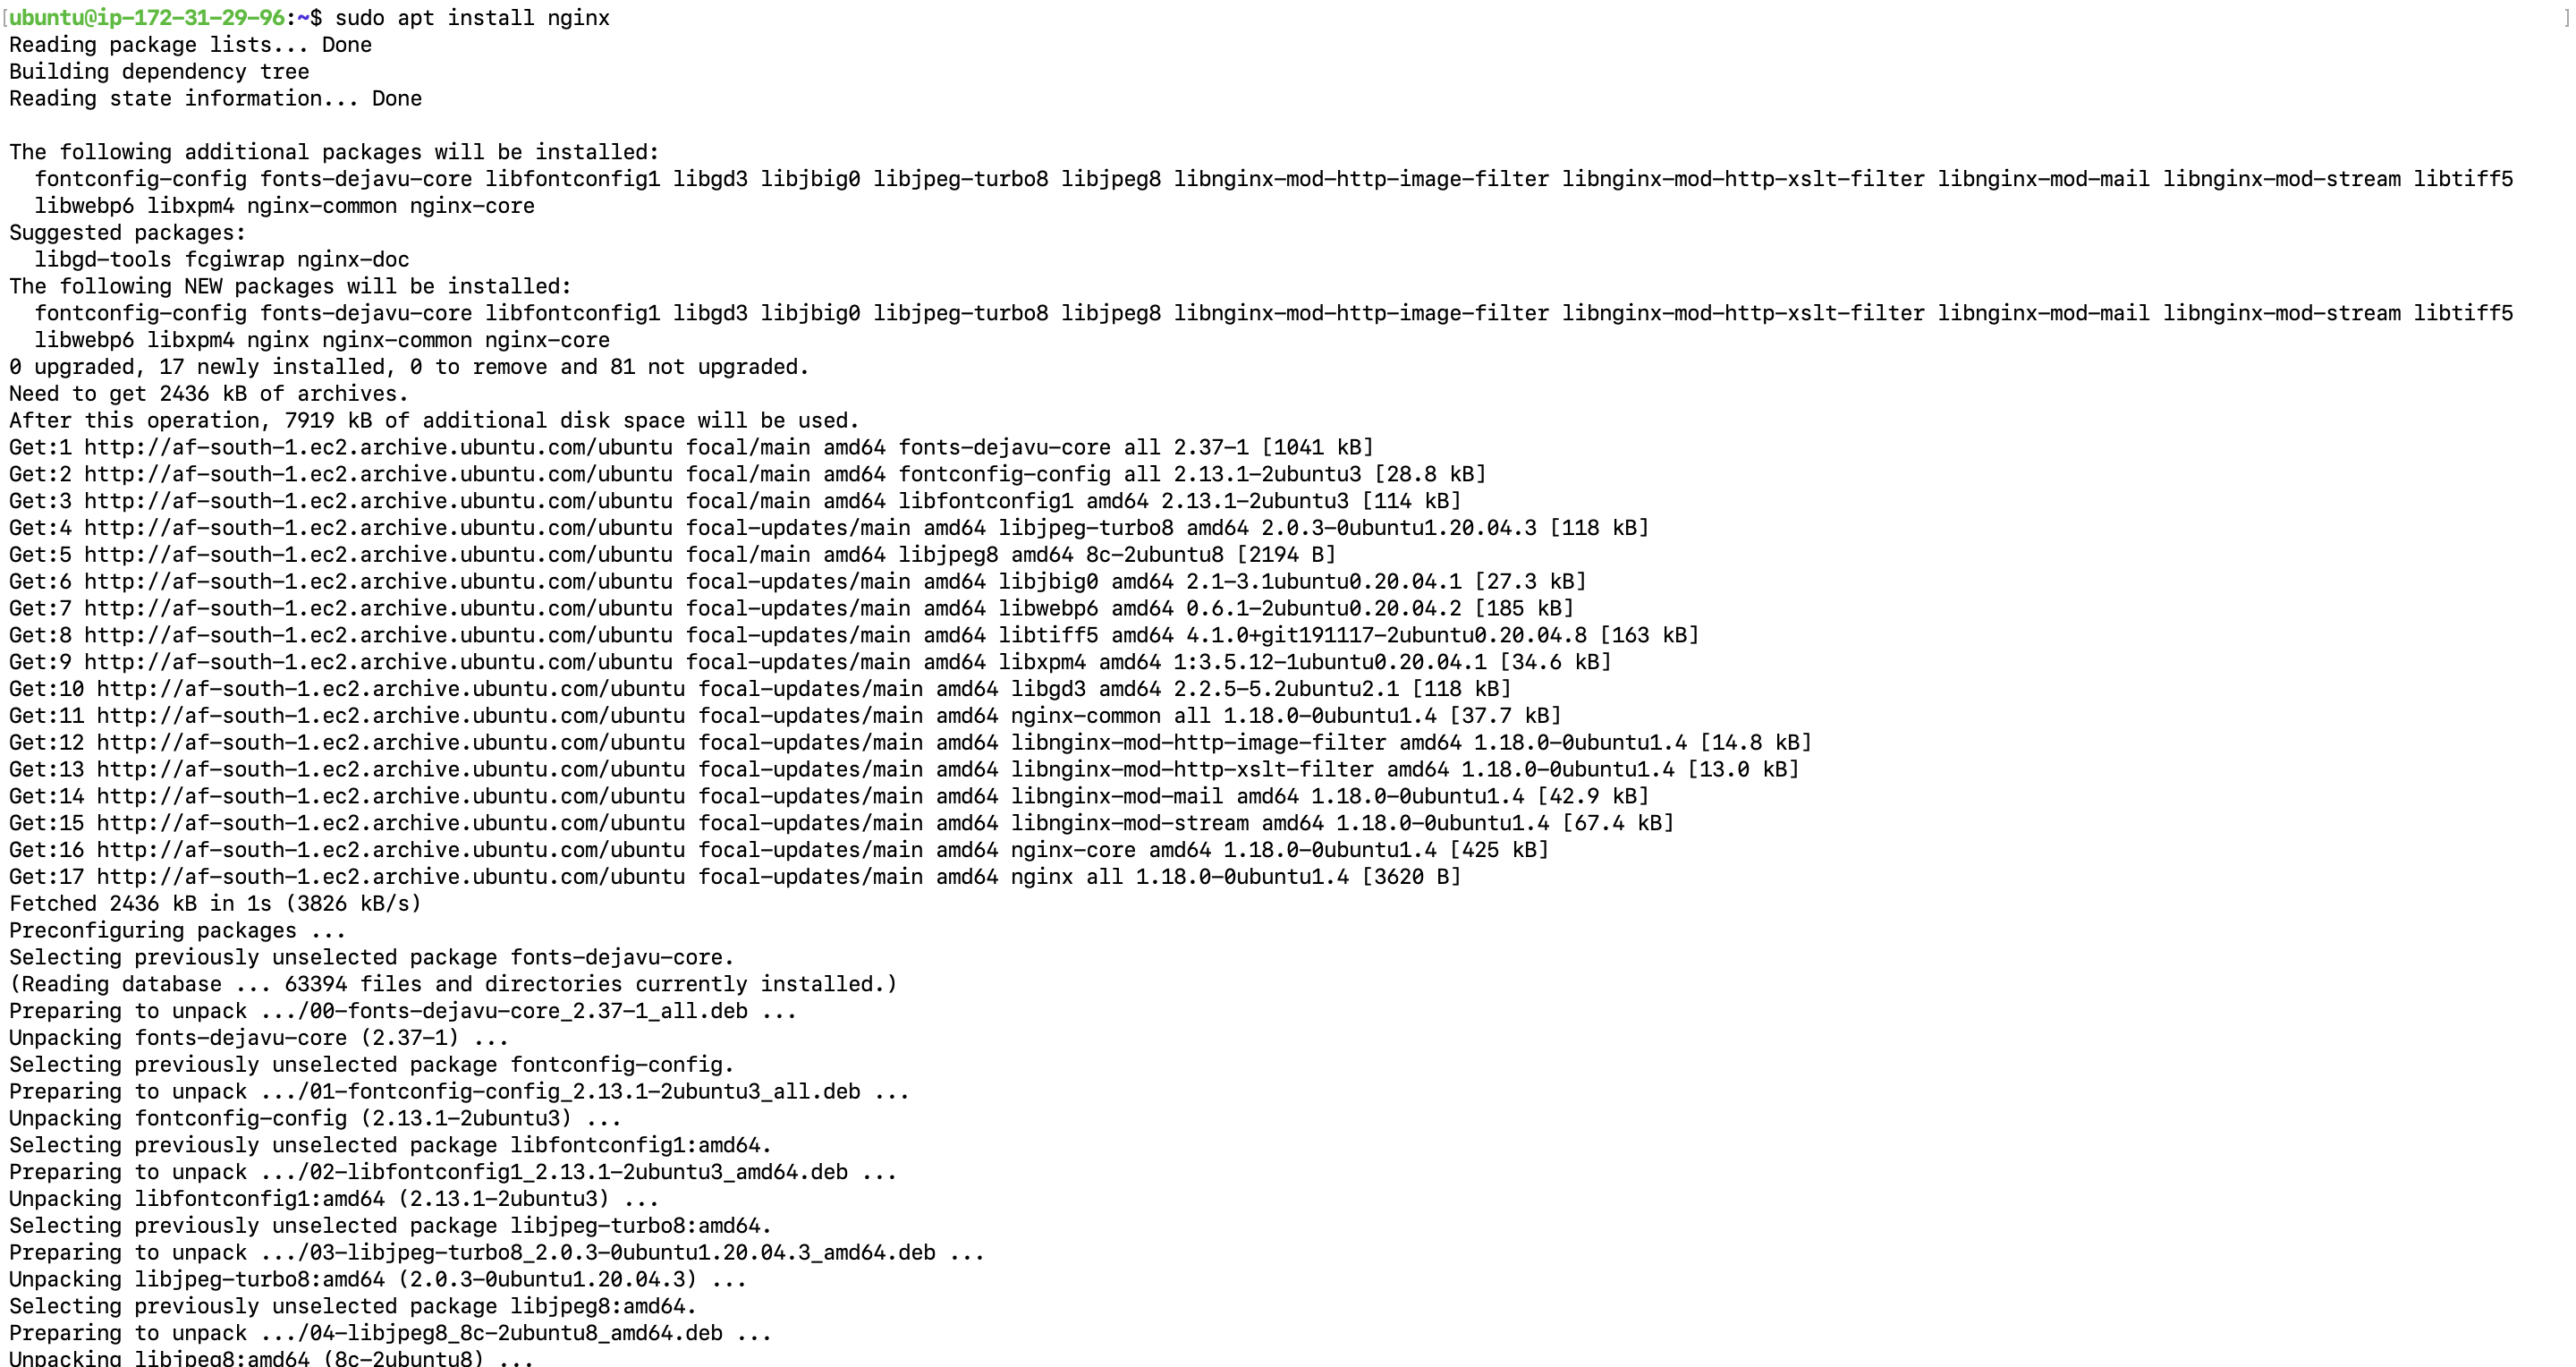 [ubuntu@ip-172-31-29-96:~$ sudo apt install nginx ]
Reading package lists... Done
Building dependency tree
Reading state information... Done
The following additional packages will be installed:
  fontconfig-config fonts-dejavu-core libfontconfig1 libgd3 libjbig0 libjpeg-turbo8 libjpeg8 libnginx-mod-http-image-filter libnginx-mod-http-xslt-filter libnginx-mod-mail libnginx-mod-stream libtiff5
  libwebp6 libxpm4 nginx-common nginx-core
Suggested packages:
  libgd-tools fcgiwrap nginx-doc
The following NEW packages will be installed:
  fontconfig-config fonts-dejavu-core libfontconfig1 libgd3 libjbig0 libjpeg-turbo8 libjpeg8 libnginx-mod-http-image-filter libnginx-mod-http-xslt-filter libnginx-mod-mail libnginx-mod-stream libtiff5
  libwebp6 libxpm4 nginx nginx-common nginx-core
0 upgraded, 17 newly installed, 0 to remove and 81 not upgraded.
Need to get 2436 kB of archives.
After this operation, 7919 kB of additional disk space will be used.
Get:1 http://af-south-1.ec2.archive.ubuntu.com/ubuntu focal/main amd64 fonts-dejavu-core all 2.37-1 [1041 kB]
Get:2 http://af-south-1.ec2.archive.ubuntu.com/ubuntu focal/main amd64 fontconfig-config all 2.13.1-2ubuntu3 [28.8 kB]
Get:3 http://af-south-1.ec2.archive.ubuntu.com/ubuntu focal/main amd64 libfontconfig1 amd64 2.13.1-2ubuntu3 [114 kB]
Get:4 http://af-south-1.ec2.archive.ubuntu.com/ubuntu focal-updates/main amd64 libjpeg-turbo8 amd64 2.0.3-0ubuntu1.20.04.3 [118 kB]
Get:5 http://af-south-1.ec2.archive.ubuntu.com/ubuntu focal/main amd64 libjpeg8 amd64 8c-2ubuntu8 [2194 B]
Get:6 http://af-south-1.ec2.archive.ubuntu.com/ubuntu focal-updates/main amd64 libjbig0 amd64 2.1-3.1ubuntu0.20.04.1 [27.3 kB]
Get:7 http://af-south-1.ec2.archive.ubuntu.com/ubuntu focal-updates/main amd64 libwebp6 amd64 0.6.1-2ubuntu0.20.04.2 [185 kB]
Get:8 http://af-south-1.ec2.archive.ubuntu.com/ubuntu focal-updates/main amd64 libtiff5 amd64 4.1.0+git191117-2ubuntu0.20.04.8 [163 kB]
Get:9 http://af-south-1.ec2.archive.ubuntu.com/ubuntu focal-updates/main amd64 libxpm4 amd64 1:3.5.12-1ubuntu0.20.04.1 [34.6 kB]
Get:10 http://af-south-1.ec2.archive.ubuntu.com/ubuntu focal-updates/main amd64 libgd3 amd64 2.2.5-5.2ubuntu2.1 [118 kB]
Get:11 http://af-south-1.ec2.archive.ubuntu.com/ubuntu focal-updates/main amd64 nginx-common all 1.18.0-0ubuntu1.4 [37.7 kB]
Get:12 http://af-south-1.ec2.archive.ubuntu.com/ubuntu focal-updates/main amd64 libnginx-mod-http-image-filter amd64 1.18.0-0ubuntu1.4 [14.8 kB]
Get:13 http://af-south-1.ec2.archive.ubuntu.com/ubuntu focal-updates/main amd64 libnginx-mod-http-xslt-filter amd64 1.18.0-0ubuntu1.4 [13.0 kB]
Get:14 http://af-south-1.ec2.archive.ubuntu.com/ubuntu focal-updates/main amd64 libnginx-mod-mail amd64 1.18.0-0ubuntu1.4 [42.9 kB]
Get:15 http://af-south-1.ec2.archive.ubuntu.com/ubuntu focal-updates/main amd64 libnginx-mod-stream amd64 1.18.0-0ubuntu1.4 [67.4 kB]
Get:16 http://af-south-1.ec2.archive.ubuntu.com/ubuntu focal-updates/main amd64 nginx-core amd64 1.18.0-0ubuntu1.4 [425 kB]
Get:17 http://af-south-1.ec2.archive.ubuntu.com/ubuntu focal-updates/main amd64 nginx all 1.18.0-0ubuntu1.4 [3620 B]
Fetched 2436 kB in 1s (3826 kB/s)
Preconfiguring packages ...
Selecting previously unselected package fonts-dejavu-core.
(Reading database ... 63394 files and directories currently installed.)
Preparing to unpack .../00-fonts-dejavu-core_2.37-1_all.deb ...
Unpacking fonts-dejavu-core (2.37-1) ...
Selecting previously unselected package fontconfig-config.
Preparing to unpack .../01-fontconfig-config_2.13.1-2ubuntu3_all.deb ...
Unpacking fontconfig-config (2.13.1-2ubuntu3) ...
Selecting previously unselected package libfontconfig1:amd64.
Preparing to unpack .../02-libfontconfig1_2.13.1-2ubuntu3_amd64.deb ...
Unpacking libfontconfig1:amd64 (2.13.1-2ubuntu3) ...
Selecting previously unselected package libjpeg-turbo8:amd64.
Preparing to unpack .../03-libjpeg-turbo8_2.0.3-0ubuntu1.20.04.3_amd64.deb ...
Unpacking libjpeg-turbo8:amd64 (2.0.3-0ubuntu1.20.04.3) ...
Selecting previously unselected package libjpeg8:amd64.
Preparing to unpack .../04-libjpeg8_8c-2ubuntu8_amd64.deb ...
Unpacking libjpeg8:amd64 (8c-2ubuntu8) ...